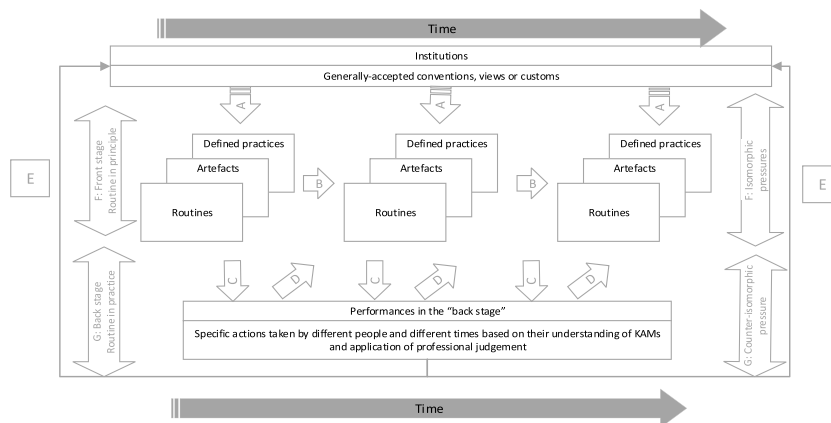 Time
Institutions
Generally-accepted conventions, views or customs
A
A
A
F: Front stage
Routine in principle
Defined practices
Artefacts
Routines
B
Defined practices
Artefacts
Routines
B
Defined practices
Artefacts
Routines
F: Isomorphic
pressures
E
E
G: Back stage
Routine in practice
C
D
C
D
C
D
G: Counter-isomorphic
pressure
Performances in the “back stage”
Specific actions taken by different people and different times based on their understanding of KAMs
and application of professional judgement
Time